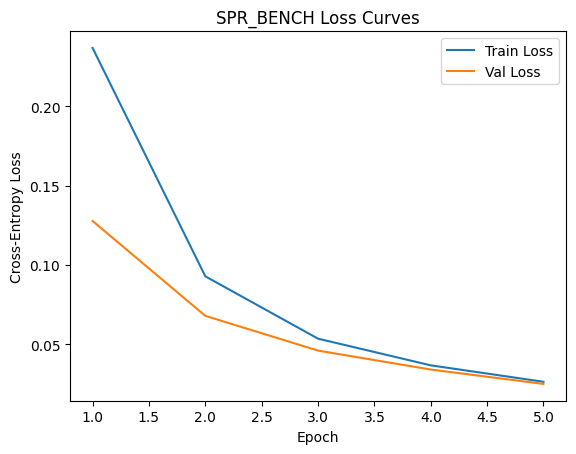 SPR_BENCH Loss Curves
Train Loss
Val Loss
Cross-Entropy Loss
0.20
0.15
0.10
0.05
1.0 1.5 2.0 2.5 3.0 3.5 4.0 4.5 5.0
Epoch